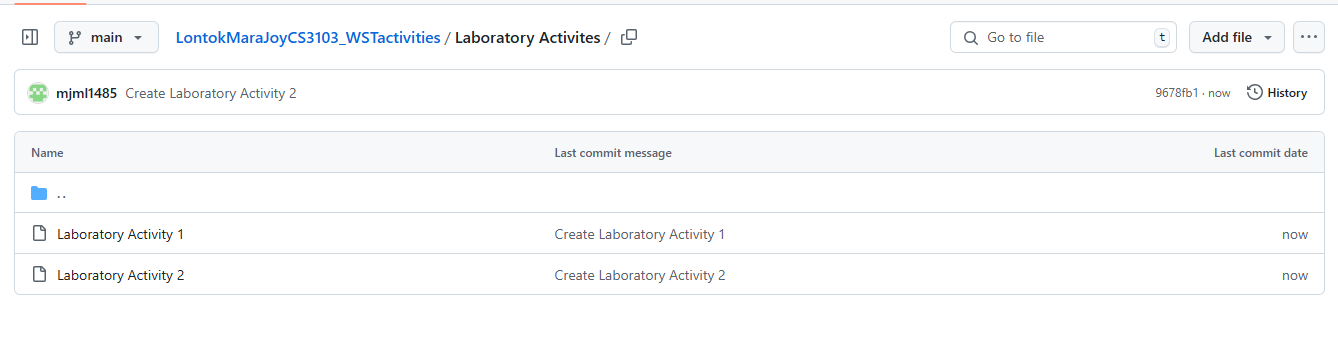 main LontokMaraJoyCS3103_WSTactivities / Laboratory Activites / Go to file t Add file ...
mjml1485 Create Laboratory Activity 2 9678fb1 · now History
Name Last commit message Last commit date
..
Laboratory Activity 1 Create Laboratory Activity 1 now
Laboratory Activity 2 Create Laboratory Activity 2 now